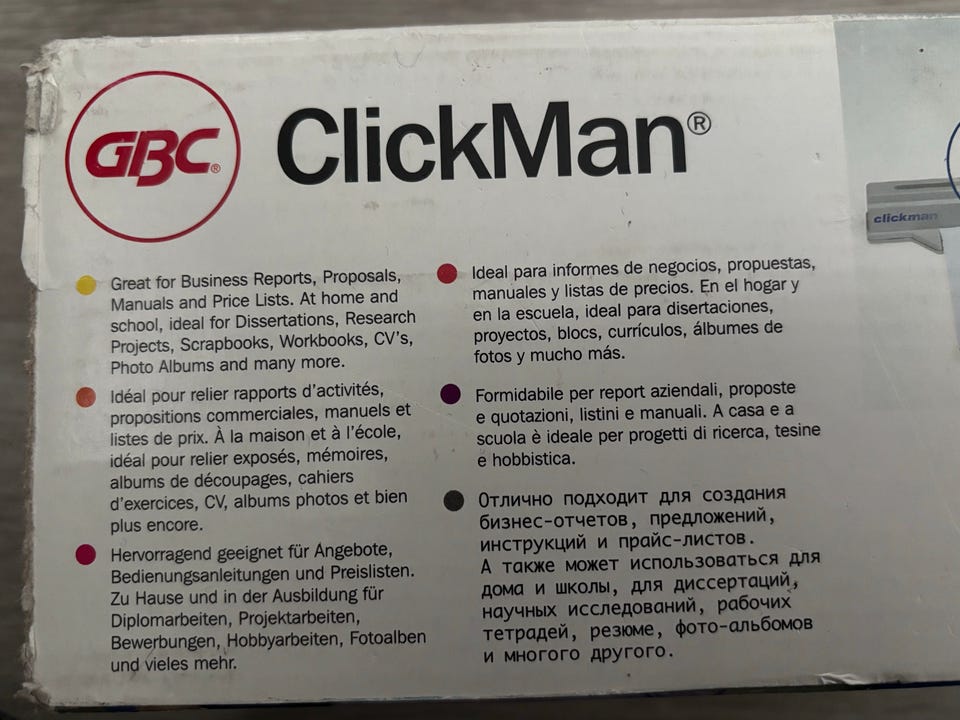 GBC®
ClickMan®
clickman
Great for Business Reports, Proposals,
Manuals and Price Lists. At home and
school, ideal for Dissertations, Research
Projects, Scrapbooks, Workbooks, CV's,
Photo Albums and many more.
Idéal pour relier rapports d'activités,
propositions commerciales, manuels et
listes de prix. À la maison et à l'école,
idéal pour relier exposés, mémoires,
albums de découpages, cahiers
d'exercices, CV, albums photos et bien
plus encore.
Hervorragend geeignet für Angebote,
Bedienungsanleitungen und Preislisten.
Zu Hause und in der Ausbildung für
Diplomarbeiten, Projektarbeiten,
Bewerbungen, Hobbyarbeiten, Fotoalben
und vieles mehr.
Ideal para informes de negocios, propuestas,
manuales y listas de precios. En el hogar y
en la escuela, ideal para disertaciones,
proyectos, blocs, currículos, álbumes de
fotos y mucho más.
Formidabile per report aziendali, proposte
e quotazioni, listini e manuali. A casa e a
scuola è ideale per progetti di ricerca, tesine
e hobbistica.
Отлично подходит для создания
бизнес-отчетов, предложений,
инструкций и прайс-листов.
А также может использоваться для
дома и школы, для диссертаций,
научных исследований, рабочих
тетрадей, резюме, фото-альбомов
и многого другого.